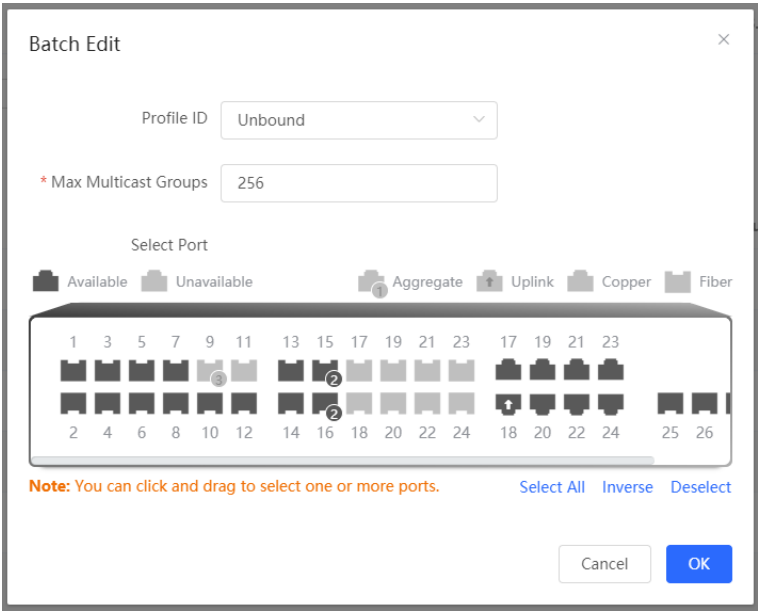 Batch Edit
Profile ID Unbound
* Max Multicast Groups 256
Select Port
Available Unavailable 1 Aggregate Uplink Copper Fiber
1 3 5 7 9 11 13 15 17 19 21 23 17 19 21 23
3 2
2
2 4 6 8 10 12 14 16 18 20 22 24 18 20 22 24 25 26
Note: You can click and drag to select one or more ports. Select All Inverse Deselect
Cancel OK